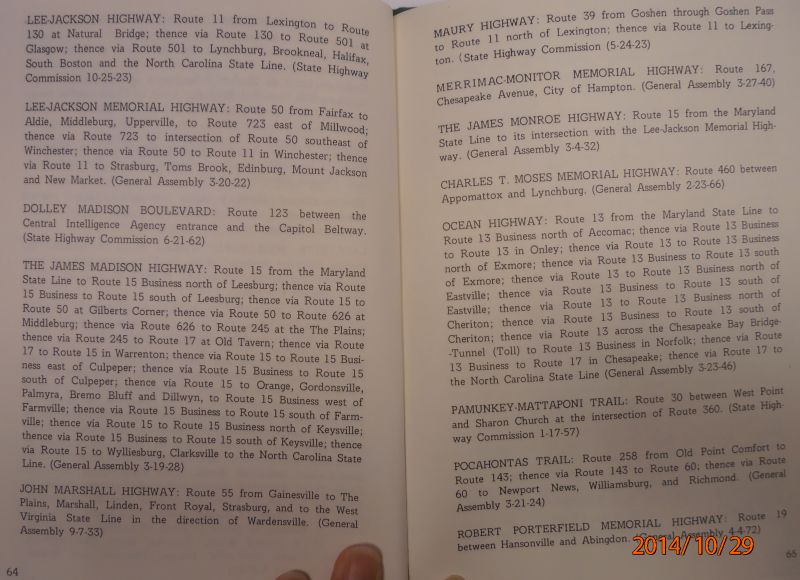 LEE-JACKSON HIGHWAY: Route 11 from Lexington to Route
130 at Natural Bridge; thence via Route 130 to Route 501 at
Glasgow; thence via Route 501 to Lynchburg, Brookneal, Halifax,
South Boston and the North Carolina State Line. (State Highway
Commission 10-25-23)
LEE-JACKSON MEMORIAL HIGHWAY: Route 50 from Fairfax to
Aldie, Middleburg, Upperville, to Route 723 east of Millwood;
thence via Route 723 to intersection of Route 50 southeast of
Winchester; thence via Route 50 to Route 11 in Winchester; thence
via Route 11 to Strasburg, Toms Brook, Edinburg, Mount Jackson
and New Market. (General Assembly 3-20-22)
DOLLEY MADISON BOULEVARD: Route 123 between the
Central Intelligence Agency entrance and the Capitol Beltway.
(State Highway Commission 6-21-62)
THE JAMES MADISON HIGHWAY: Route 15 from the Maryland
State Line to Route 15 Business north of Leesburg; thence via Route
15 Business to Route 15 south of Leesburg; thence via Route 15 to
Route 50 at Gilberts Corner; thence via Route 50 to Route 626 at
Middleburg; thence via Route 626 to Route 245 at The Plains;
thence via Route 245 to Route 17 at Old Tavern; thence via Route
17 to Route 15 in Warrenton; thence via Route 15 to Route 15 Busi-
ness east of Culpeper; thence via Route 15 Business to Route 15
south of Culpeper; thence via Route 15 to Orange, Gordonsville,
Palmyra, Bremo Bluff and Dillwyn, to Route 15 Business west of
Farmville; thence via Route 15 Business to Route 15 south of Farm-
ville; thence via Route 15 to Route 15 Business north of Keysville;
thence via Route 15 Business to Route 15 south of Keysville; thence
via Route 15 to Wylliesburg, Clarksville to the North Carolina State
Line. (General Assembly 3-19-28)
JOHN MARSHALL HIGHWAY: Route 55 from Gainesville to The
Plains, Marshall, Linden, Front Royal, Strasburg, and to the West
Virginia State Line in the direction of Wardensville. (General
Assembly 9-7-33)
64
MAURY HIGHWAY: Route 39 from Goshen through Goshen Pass
to Route 11 north of Lexington; thence via Route 11 to Lexing-
ton. (State Highway Commission (5-24-23)
MERRIMAC-MONITOR MEMORIAL HIGHWAY: Route 167,
Chesapeake Avenue, City of Hampton. (General Assembly 3-27-40)
THE JAMES MONROE HIGHWAY: Route 15 from the Maryland
State Line to its intersection with the Lee-Jackson Memorial High-
way. (General Assembly 3-4-32)
CHARLES T. MOSES MEMORIAL HIGHWAY: Route 460 between
Appomattox and Lynchburg. (General Assembly 2-23-66)
OCEAN HIGHWAY: Route 13 from the Maryland State Line to
Route 13 Business north of Accomac; thence via Route 13 Business
to Route 13 in Onley; thence via Route 13 to Route 13 Business
north of Exmore; thence via Route 13 Business to Route 13 south
of Exmore; thence via Route 13 to Route 13 Business north of
Eastville; thence via Route 13 Business to Route 13 south of
Eastville; thence via Route 13 to Route 13 Business north of
Cheriton; thence via Route 13 Business to Route 13 south of
Cheriton; thence via Route 13 across the Chesapeake Bay Bridge-
-Tunnel (Toll) to Route 13 Business in Norfolk; thence via Route
13 Business to Route 17 in Chesapeake; thence via Route 17 to
the North Carolina State Line (General Assembly 3-23-46)
PAMUNKEY-MATTAPONI TRAIL: Route 30 between West Point
and Sharon Church at the intersection of Route 360. (State High-
way Commission 1-17-57)
POCAHONTAS TRAIL: Route 258 from Old Point Comfort to
Route 143; thence via Route 143 to Route 60; thence via Route
60 to Newport News, Williamsburg, and Richmond. (General
Assembly 3-21-24)
ROBERT PORTERFIELD MEMORIAL HIGHWAY: Route 19
between Hansonville and Abingdon. (General Assembly 4-4-72)
65
2014/10/29